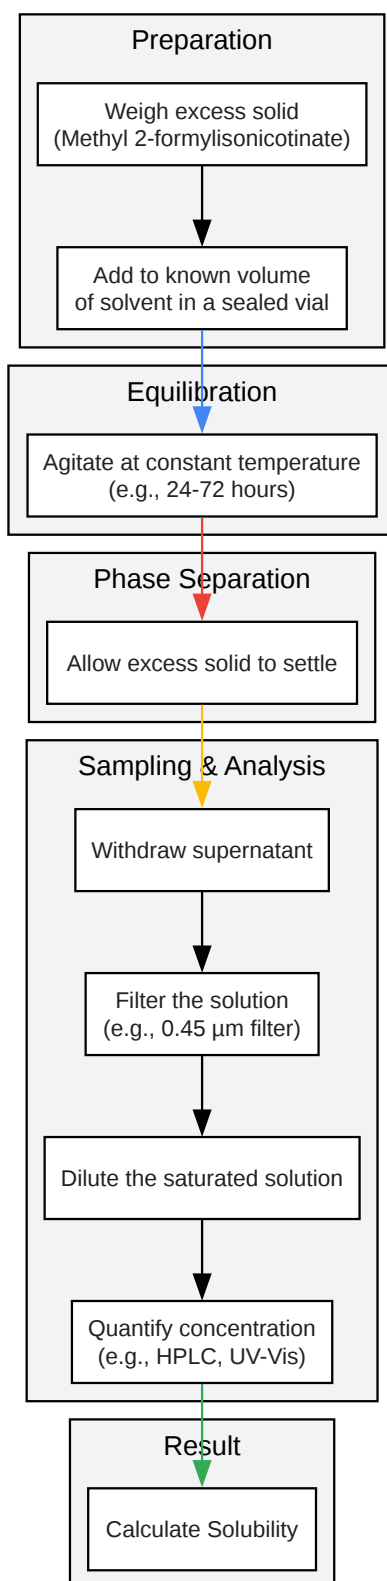 Preparation
Weigh excess solid
(Methyl 2-formylisonicotinate)
Add to known volume
of solvent in a sealed vial
Equilibration
Agitate at constant temperature
(e.g., 24-72 hours)
Phase Separation
Allow excess solid to settle
Sampling & Analysis
Withdraw supernatant
Filter the solution
(e.g., 0.45 µm filter)
Dilute the saturated solution
Quantify concentration
(e.g., HPLC, UV-Vis)
Result
Calculate Solubility